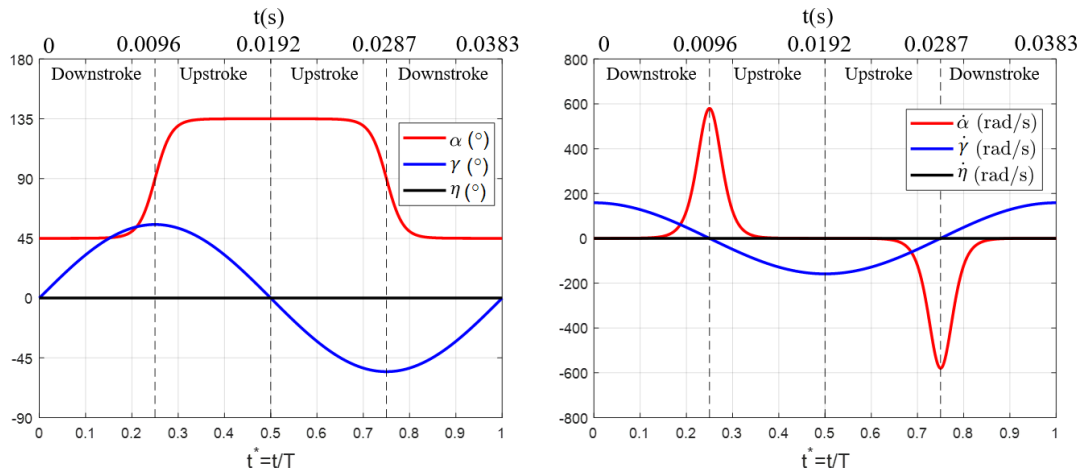 t(s)
0 0.0096 0.0192 0.0287 0.0383
180
Downstroke Upstroke Upstroke Downstroke
135
α (°)
γ (°)
η (°)
90
45
0
-45
-90
0 0.1 0.2 0.3 0.4 0.5 0.6 0.7 0.8 0.9 1
t*=t/T
t(s)
0 0.0096 0.0192 0.0287 0.0383
800
Downstroke Upstroke Upstroke Downstroke
600
α̇ (rad/s)
γ̇ (rad/s)
η̇ (rad/s)
400
200
0
-200
-400
-600
-800
0 0.1 0.2 0.3 0.4 0.5 0.6 0.7 0.8 0.9 1
t*=t/T